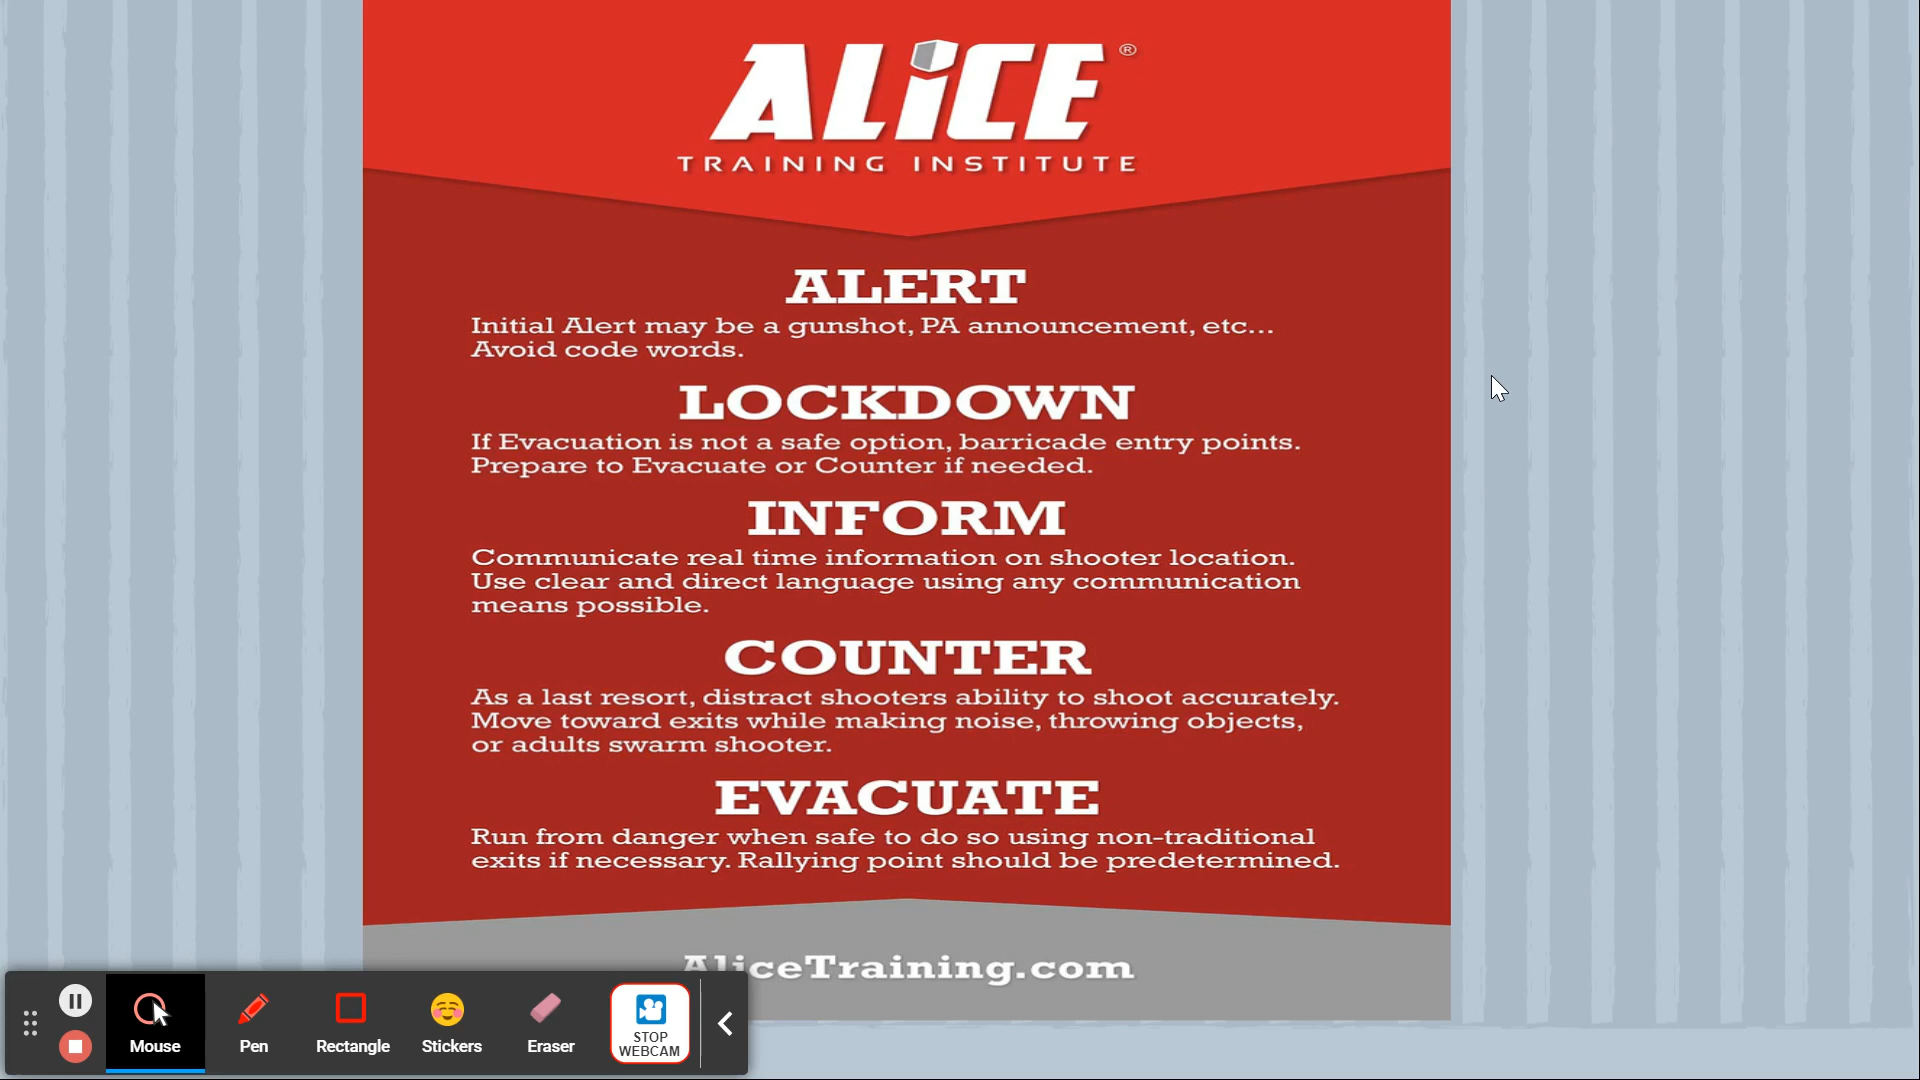 ALiCE ®
TRAINING INSTITUTE
ALERT
Initial Alert may be a gunshot, PA announcement, etc...
Avoid code words.
LOCKDOWN
If Evacuation is not a safe option, barricade entry points.
Prepare to Evacuate or Counter if needed.
INFORM
Communicate real time information on shooter location.
Use clear and direct language using any communication
means possible.
COUNTER
As a last resort, distract shooters ability to shoot accurately.
Move toward exits while making noise, throwing objects,
or adults swarm shooter.
EVACUATE
Run from danger when safe to do so using non-traditional
exits if necessary. Rallying point should be predetermined.
AliceTraining.com
Mouse
Pen
Rectangle
Stickers
Eraser
STOP
WEBCAM